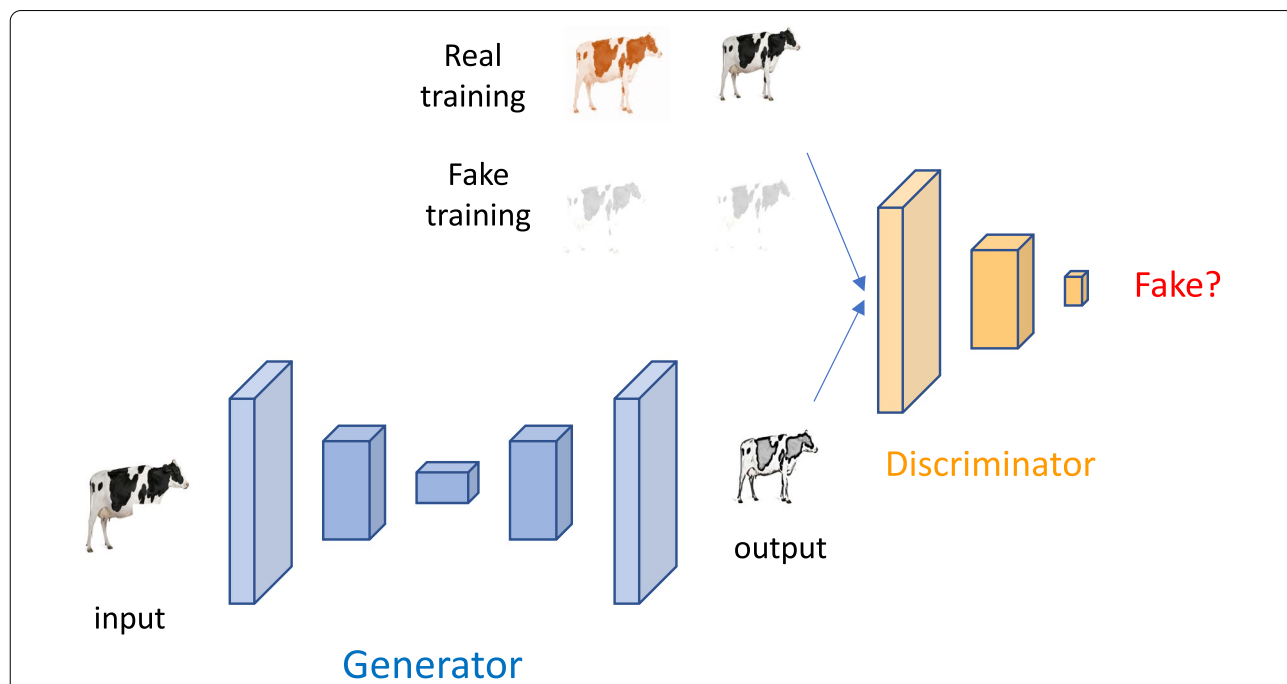 Real
training
Fake
training
Fake?
Discriminator
output
input
Generator